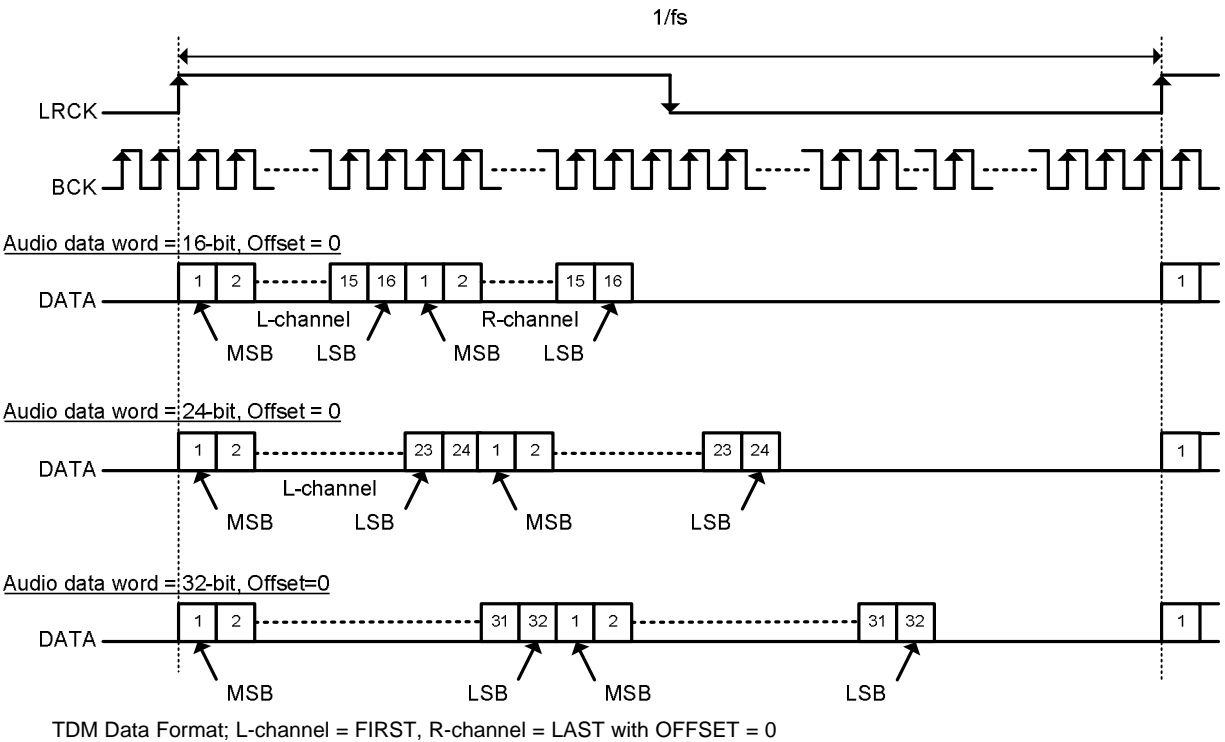 1/fs
LRCK
BCK
Audio data word = 16-bit, Offset = 0
1 2 15 16 1 2 15 16 1
DATA
L-channel R-channel
MSB LSB MSB LSB
Audio data word = 24-bit, Offset = 0
1 2 23 24 1 2 23 24 1
DATA
L-channel
MSB LSB MSB LSB
Audio data word = 32-bit, Offset=0
1 2 31 32 1 2 31 32 1
DATA
MSB LSB MSB LSB
TDM Data Format; L-channel = FIRST, R-channel = LAST with OFFSET = 0